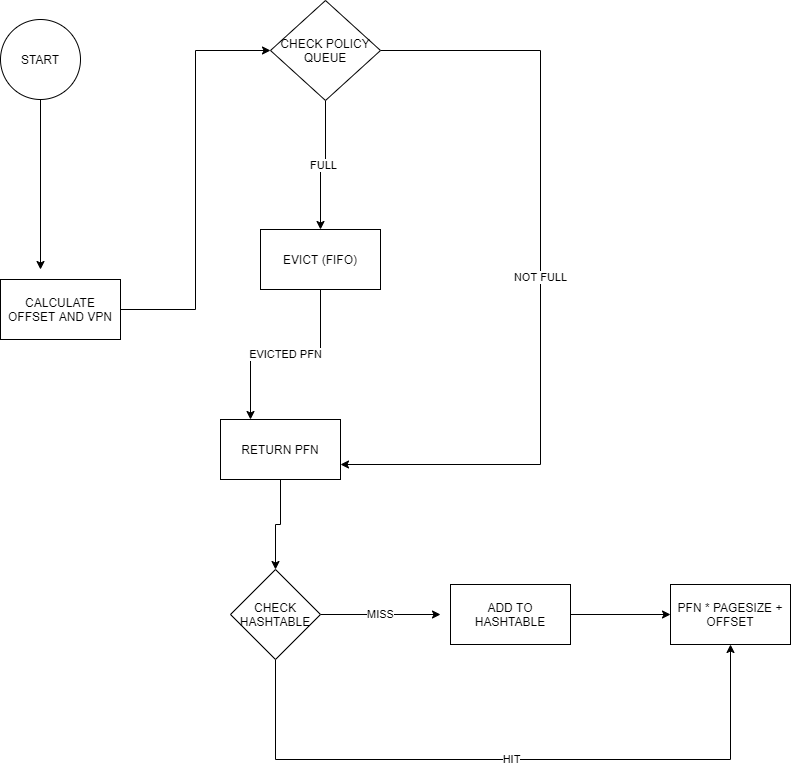 START
CHECK POLICY
QUEUE
FULL
EVICT (FIFO)
NOT FULL
CALCULATE
OFFSET AND VPN
EVICTED PFN
RETURN PFN
CHECK
HASHTABLE
MISS
ADD TO
HASHTABLE
PFN * PAGESIZE +
OFFSET
HIT